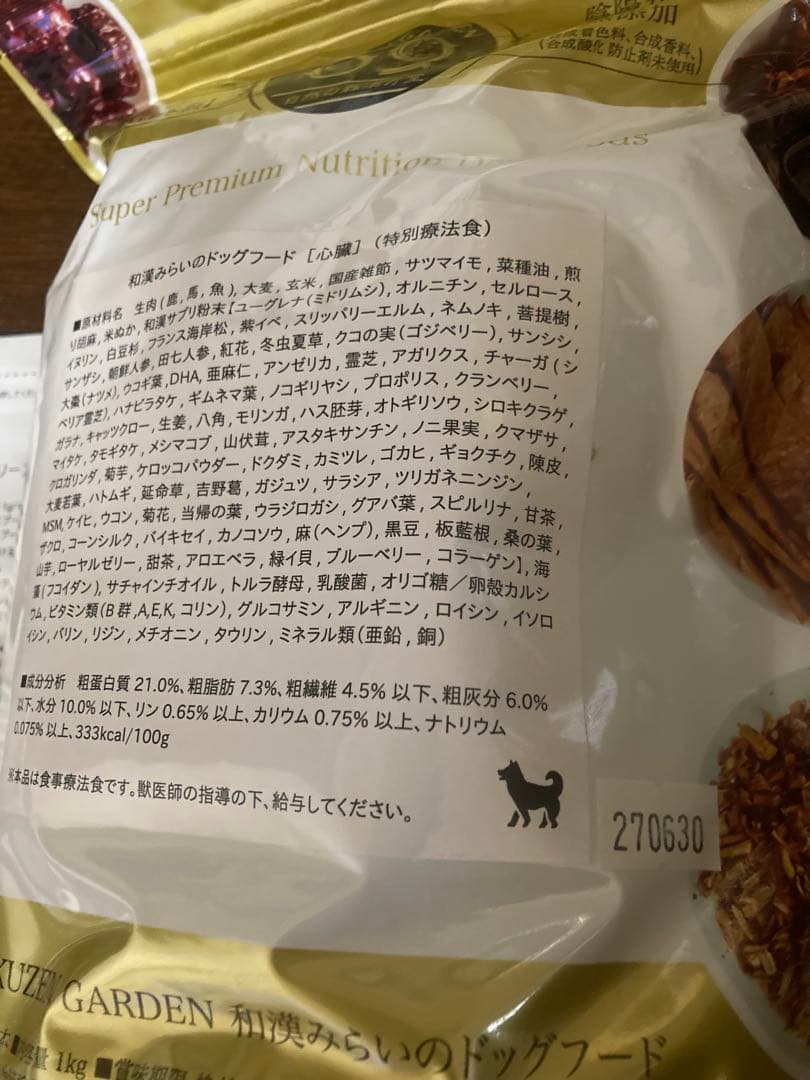 無添加
合成着色料、合成香料、
(合成酸化防止剤未使用)
Super Premium Nutrition
和漢みらいのドッグフード［心臓］(特別療法食)
■原材料名 生肉(鹿,馬,魚),大麦,玄米,国産雑節,サツマイモ,菜種油,煎
り胡麻,米ぬか,和漢サプリ粉末【ユーグレナ(ミドリムシ),オルニチン,セルロース,
イヌリン,白豆杉,フランス海岸松,紫イペ,スリッパリーエルム,ネムノキ,菩提樹,
サンザシ,朝鮮人参,田七人参,紅花,冬虫夏草,クコの実(ゴジベリー),サンシシ,
大棗(ナツメ),ウコギ葉,DHA,亜麻仁,アンゼリカ,霊芝,アガリクス,チャーガ(シ
ベリア霊芝),ハナビラタケ,ギムネマ葉,ノコギリヤシ,プロポリス,クランベリー,
ガラナ,キャッツクロー,生姜,八角,モリンガ,ハス胚芽,オトギリソウ,シロキクラゲ,
マイタケ,タモギタケ,メシマコブ,山伏茸,アスタキサンチン,ノニ果実,クマザサ,
クロガリンダ,菊芋,ケロッコパウダー,ドクダミ,カミツレ,ゴカヒ,ギョクチク,陳皮,
大麦若葉,ハトムギ,延命草,吉野葛,ガジュツ,サラシア,ツリガネニンジン,
MSM,ケイヒ,ウコン,菊花,当帰の葉,ウラジロガシ,グアバ葉,スピルリナ,甘茶,
ザクロ,コーンシルク,バイキセイ,カノコソウ,麻(ヘンプ),黒豆,板藍根,桑の葉,
山芋,ローヤルゼリー,甜茶,アロエベラ,緑イ貝,ブルーベリー,コラーゲン】,海
藻(フコイダン),サチャインチオイル,トルラ酵母,乳酸菌,オリゴ糖／卵殻カルシ
ウム,ビタミン類(B群,A,E,K,コリン),グルコサミン,アルギニン,ロイシン,イソロ
イシン,バリン,リジン,メチオニン,タウリン,ミネラル類(亜鉛,銅)
■成分分析 粗蛋白質 21.0%、粗脂肪 7.3%、粗繊維 4.5% 以下、粗灰分 6.0%
以下、水分 10.0% 以下、リン 0.65% 以上、カリウム 0.75% 以上、ナトリウム
0.075% 以上、333kcal/100g
※本品は食事療法食です。獣医師の指導の下、給与してください。
270630
KUZEN GARDEN 和漢みらいのドッグフード
容量 1kg ■賞味期限